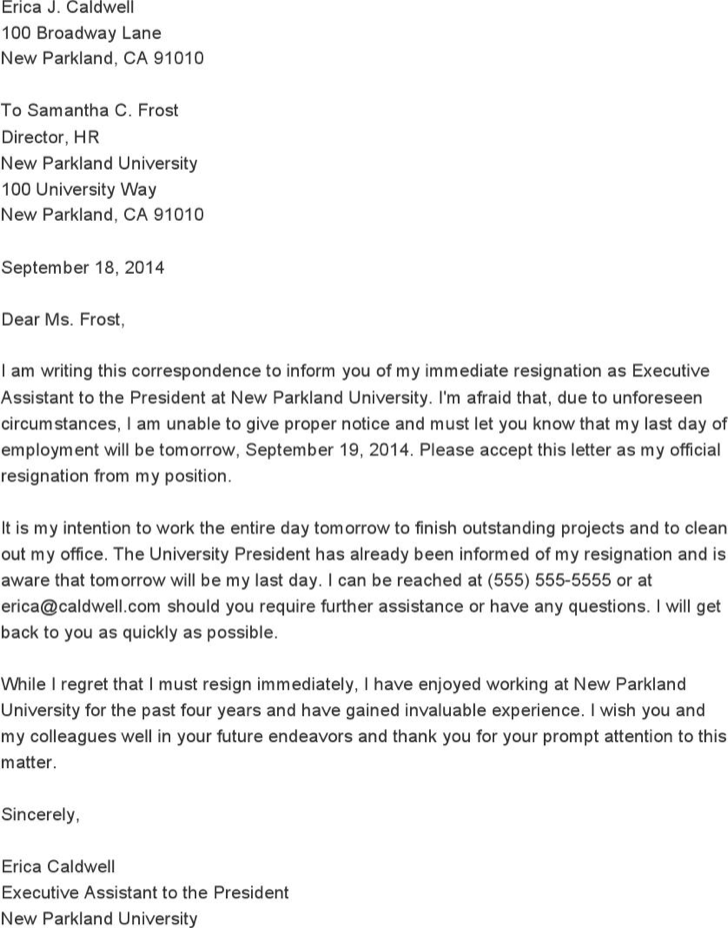 Erica J. Caldwell
100 Broadway Lane
New Parkland, CA 91010
To Samantha C. Frost
Director, HR
New Parkland University
100 University Way
New Parkland, CA 91010
September 18, 2014
Dear Ms. Frost,
I am writing this correspondence to inform you of my immediate resignation as Executive
Assistant to the President at New Parkland University. I'm afraid that, due to unforeseen
circumstances, I am unable to give proper notice and must let you know that my last day of
employment will be tomorrow, September 19, 2014. Please accept this letter as my official
resignation from my position.
It is my intention to work the entire day tomorrow to finish outstanding projects and to clean
out my office. The University President has already been informed of my resignation and is
aware that tomorrow will be my last day. I can be reached at (555) 555-5555 or at
erica@caldwell.com should you require further assistance or have any questions. I will get
back to you as quickly as possible.
While I regret that I must resign immediately, I have enjoyed working at New Parkland
University for the past four years and have gained invaluable experience. I wish you and
my colleagues well in your future endeavors and thank you for your prompt attention to this
matter.
Sincerely,
Erica Caldwell
Executive Assistant to the President
New Parkland University